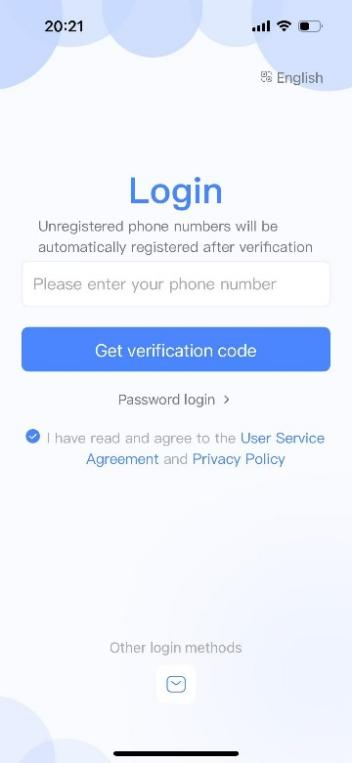 20:21
English
Login
Unregistered phone numbers will be
automatically registered after verification
Please enter your phone number
Get verification code
Password login >
I have read and agree to the User Service
Agreement and Privacy Policy
Other login methods